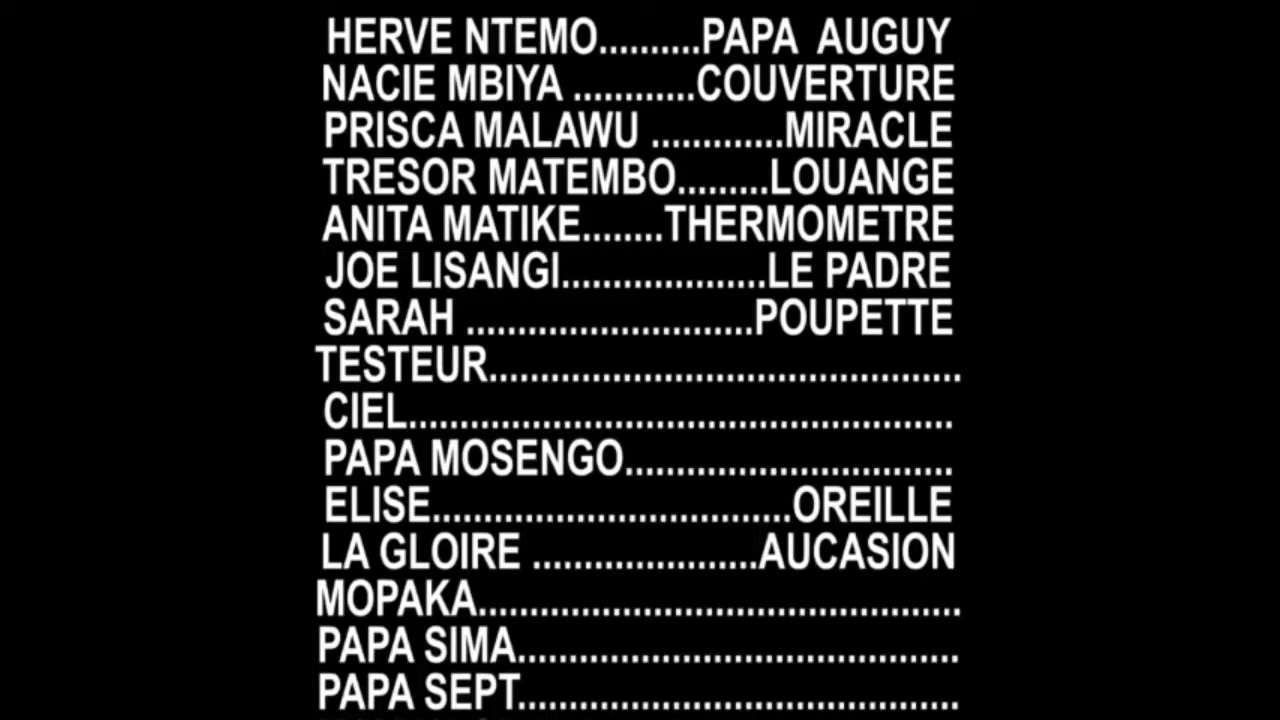 HERVE NTEMO..........PAPA AUGUY
NACIE MBIYA ............COUVERTURE
PRISCA MALAWU .............MIRACLE
TRESOR MATEMBO.........LOUANGE
ANITA MATIKE........THERMOMETRE
JOE LISANGI....................LE PADRE
SARAH ............................POUPETTE
TESTEUR..............................................
CIEL.....................................................
PAPA MOSENGO................................
ELISE...................................OREILLE
LA GLOIRE ......................AUCASION
MOPAKA...............................................
PAPA SIMA...........................................
PAPA SEPT...........................................